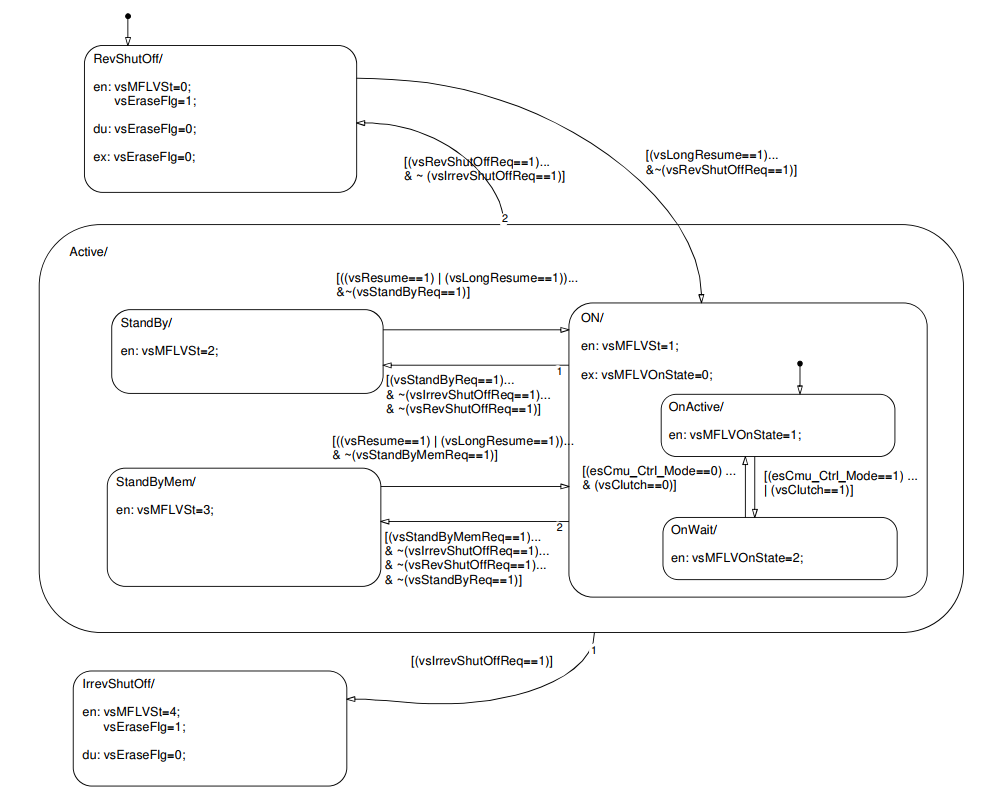 RevShutOff/
en: vsMFLVSt=0;
vsEraseFlg=1;
du: vsEraseFlg=0;
ex: vsEraseFlg=0;
[(vsRevShutOffReq==1)...
& ~ (vsIrrevShutOffReq==1)]
2
[(vsLongResume==1)...
&~(vsRevShutOffReq==1)]
Active/
[((vsResume==1) | (vsLongResume==1))...
&~(vsStandByReq==1)]
StandBy/
en: vsMFLVSt=2;
1
[(vsStandByReq==1)...
& ~(vsIrrevShutOffReq==1)...
& ~(vsRevShutOffReq==1)]
[((vsResume==1) | (vsLongResume==1))...
& ~(vsStandByMemReq==1)]
StandByMem/
en: vsMFLVSt=3;
2
[(vsStandByMemReq==1)...
& ~(vsIrrevShutOffReq==1)...
& ~(vsRevShutOffReq==1)...
& ~(vsStandByReq==1)]
ON/
en: vsMFLVSt=1;
ex: vsMFLVOnState=0;
OnActive/
en: vsMFLVOnState=1;
[(esCmu_Ctrl_Mode==0) ...
& (vsClutch==0)]
[(esCmu_Ctrl_Mode==1) ...
| (vsClutch==1)]
OnWait/
en: vsMFLVOnState=2;
1
[(vsIrrevShutOffReq==1)]
IrrevShutOff/
en: vsMFLVSt=4;
vsEraseFlg=1;
du: vsEraseFlg=0;